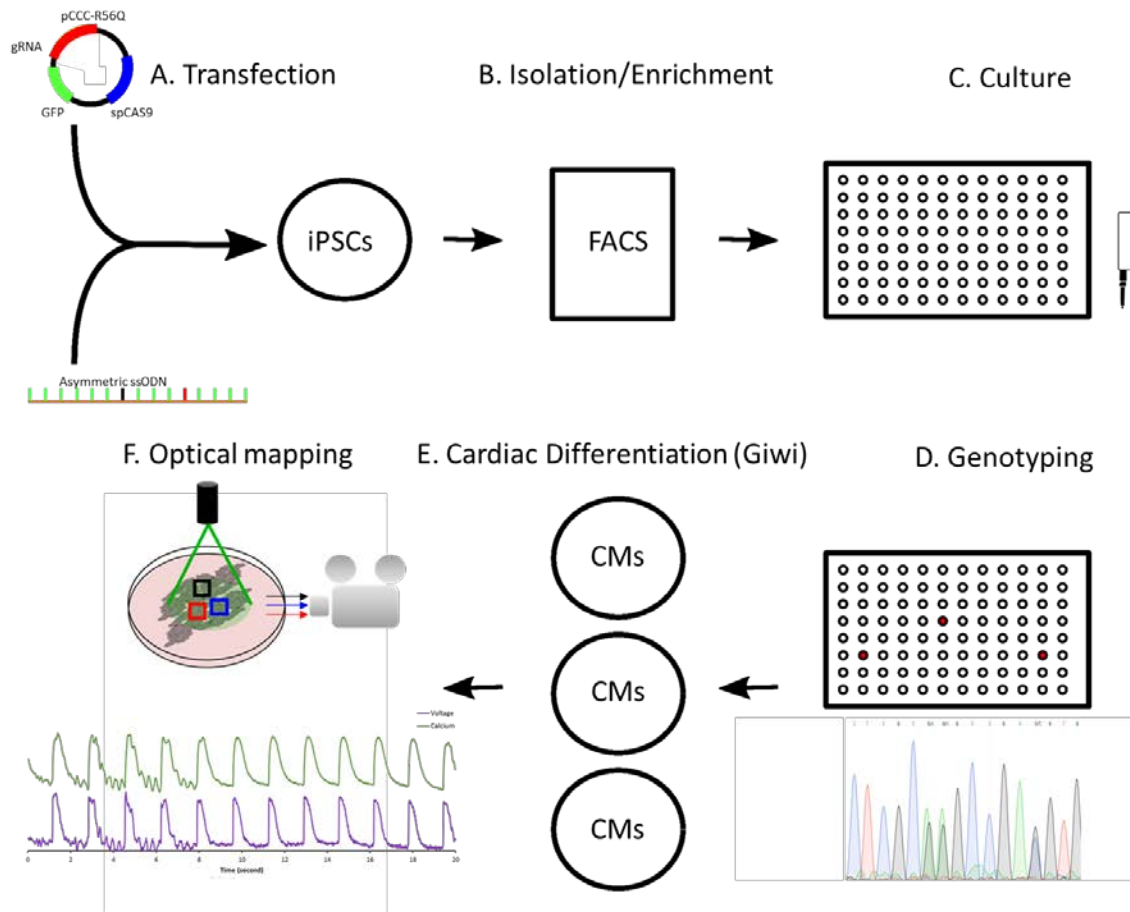 pCCC-R56Q
gRNA
GFP
spCAS9
A. Transfection
B. Isolation/Enrichment
C. Culture
iPSCs
FACS
Asymmetric ssODN
F. Optical mapping
E. Cardiac Differentiation (Giwi)
D. Genotyping
CMs
CMs
CMs
Voltage
Calcium
0 2 4 6 8 10 12 14 16 18 20
Time (second)